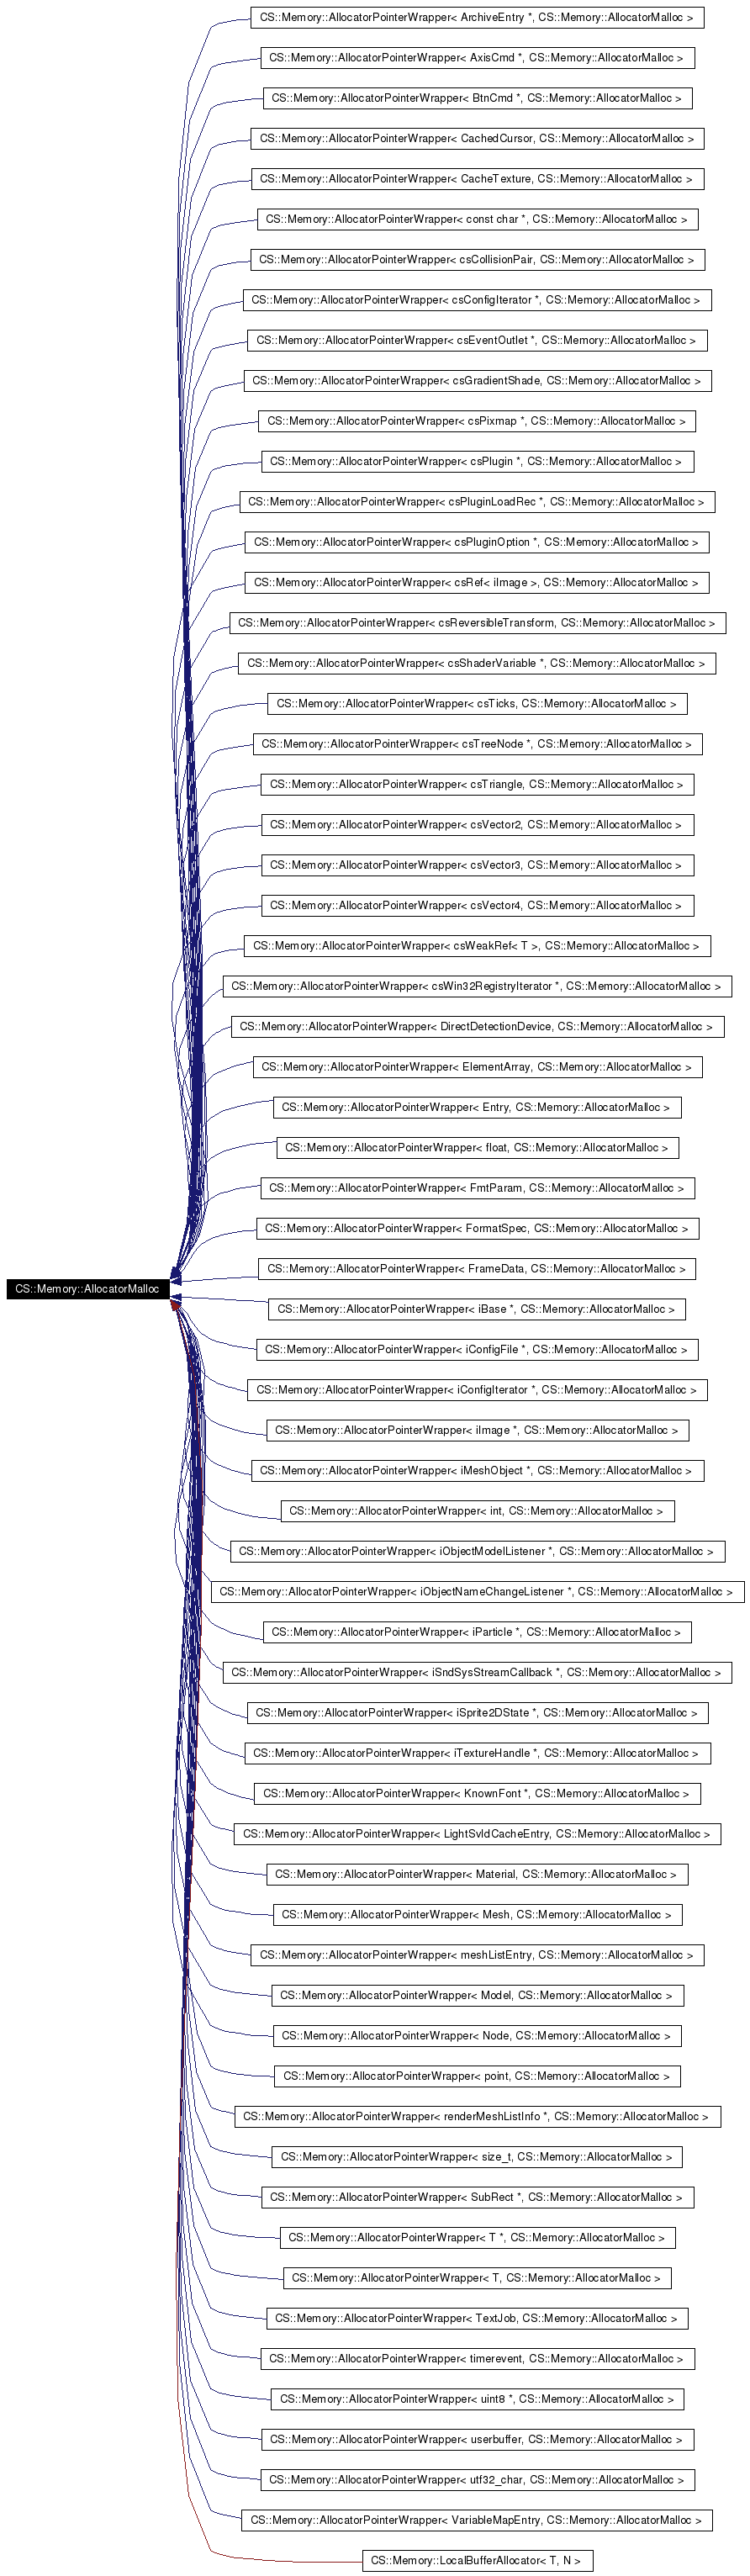 CS::Memory::AllocatorPointerWrapper< ArchiveEntry *, CS::Memory::AllocatorMalloc >
CS::Memory::AllocatorPointerWrapper< AxisCmd *, CS::Memory::AllocatorMalloc >
CS::Memory::AllocatorPointerWrapper< BtnCmd *, CS::Memory::AllocatorMalloc >
CS::Memory::AllocatorPointerWrapper< CachedCursor, CS::Memory::AllocatorMalloc >
CS::Memory::AllocatorPointerWrapper< CacheTexture, CS::Memory::AllocatorMalloc >
CS::Memory::AllocatorPointerWrapper< const char *, CS::Memory::AllocatorMalloc >
CS::Memory::AllocatorPointerWrapper< csCollisionPair, CS::Memory::AllocatorMalloc >
CS::Memory::AllocatorPointerWrapper< csConfigIterator *, CS::Memory::AllocatorMalloc >
CS::Memory::AllocatorPointerWrapper< csEventOutlet *, CS::Memory::AllocatorMalloc >
CS::Memory::AllocatorPointerWrapper< csGradientShade, CS::Memory::AllocatorMalloc >
CS::Memory::AllocatorPointerWrapper< csPixmap *, CS::Memory::AllocatorMalloc >
CS::Memory::AllocatorPointerWrapper< csPlugin *, CS::Memory::AllocatorMalloc >
CS::Memory::AllocatorPointerWrapper< csPluginLoadRec *, CS::Memory::AllocatorMalloc >
CS::Memory::AllocatorPointerWrapper< csPluginOption *, CS::Memory::AllocatorMalloc >
CS::Memory::AllocatorPointerWrapper< csRef< iImage >, CS::Memory::AllocatorMalloc >
CS::Memory::AllocatorPointerWrapper< csReversibleTransform, CS::Memory::AllocatorMalloc >
CS::Memory::AllocatorPointerWrapper< csShaderVariable *, CS::Memory::AllocatorMalloc >
CS::Memory::AllocatorPointerWrapper< csTicks, CS::Memory::AllocatorMalloc >
CS::Memory::AllocatorPointerWrapper< csTreeNode *, CS::Memory::AllocatorMalloc >
CS::Memory::AllocatorPointerWrapper< csTriangle, CS::Memory::AllocatorMalloc >
CS::Memory::AllocatorPointerWrapper< csVector2, CS::Memory::AllocatorMalloc >
CS::Memory::AllocatorPointerWrapper< csVector3, CS::Memory::AllocatorMalloc >
CS::Memory::AllocatorPointerWrapper< csVector4, CS::Memory::AllocatorMalloc >
CS::Memory::AllocatorPointerWrapper< csWeakRef< T >, CS::Memory::AllocatorMalloc >
CS::Memory::AllocatorPointerWrapper< csWin32RegistryIterator *, CS::Memory::AllocatorMalloc >
CS::Memory::AllocatorPointerWrapper< DirectDetectionDevice, CS::Memory::AllocatorMalloc >
CS::Memory::AllocatorPointerWrapper< ElementArray, CS::Memory::AllocatorMalloc >
CS::Memory::AllocatorPointerWrapper< Entry, CS::Memory::AllocatorMalloc >
CS::Memory::AllocatorPointerWrapper< float, CS::Memory::AllocatorMalloc >
CS::Memory::AllocatorPointerWrapper< FmtParam, CS::Memory::AllocatorMalloc >
CS::Memory::AllocatorPointerWrapper< FormatSpec, CS::Memory::AllocatorMalloc >
CS::Memory::AllocatorPointerWrapper< FrameData, CS::Memory::AllocatorMalloc >
CS::Memory::AllocatorMalloc
CS::Memory::AllocatorPointerWrapper< iBase *, CS::Memory::AllocatorMalloc >
CS::Memory::AllocatorPointerWrapper< iConfigFile *, CS::Memory::AllocatorMalloc >
CS::Memory::AllocatorPointerWrapper< iConfigIterator *, CS::Memory::AllocatorMalloc >
CS::Memory::AllocatorPointerWrapper< iImage *, CS::Memory::AllocatorMalloc >
CS::Memory::AllocatorPointerWrapper< iMeshObject *, CS::Memory::AllocatorMalloc >
CS::Memory::AllocatorPointerWrapper< int, CS::Memory::AllocatorMalloc >
CS::Memory::AllocatorPointerWrapper< iObjectModelListener *, CS::Memory::AllocatorMalloc >
CS::Memory::AllocatorPointerWrapper< iObjectNameChangeListener *, CS::Memory::AllocatorMalloc >
CS::Memory::AllocatorPointerWrapper< iParticle *, CS::Memory::AllocatorMalloc >
CS::Memory::AllocatorPointerWrapper< iSndSysStreamCallback *, CS::Memory::AllocatorMalloc >
CS::Memory::AllocatorPointerWrapper< iSprite2DState *, CS::Memory::AllocatorMalloc >
CS::Memory::AllocatorPointerWrapper< iTextureHandle *, CS::Memory::AllocatorMalloc >
CS::Memory::AllocatorPointerWrapper< KnownFont *, CS::Memory::AllocatorMalloc >
CS::Memory::AllocatorPointerWrapper< LightSvIdCacheEntry, CS::Memory::AllocatorMalloc >
CS::Memory::AllocatorPointerWrapper< Material, CS::Memory::AllocatorMalloc >
CS::Memory::AllocatorPointerWrapper< Mesh, CS::Memory::AllocatorMalloc >
CS::Memory::AllocatorPointerWrapper< meshListEntry, CS::Memory::AllocatorMalloc >
CS::Memory::AllocatorPointerWrapper< Model, CS::Memory::AllocatorMalloc >
CS::Memory::AllocatorPointerWrapper< Node, CS::Memory::AllocatorMalloc >
CS::Memory::AllocatorPointerWrapper< point, CS::Memory::AllocatorMalloc >
CS::Memory::AllocatorPointerWrapper< renderMeshListInfo *, CS::Memory::AllocatorMalloc >
CS::Memory::AllocatorPointerWrapper< size_t, CS::Memory::AllocatorMalloc >
CS::Memory::AllocatorPointerWrapper< SubRect *, CS::Memory::AllocatorMalloc >
CS::Memory::AllocatorPointerWrapper< T *, CS::Memory::AllocatorMalloc >
CS::Memory::AllocatorPointerWrapper< T, CS::Memory::AllocatorMalloc >
CS::Memory::AllocatorPointerWrapper< TextJob, CS::Memory::AllocatorMalloc >
CS::Memory::AllocatorPointerWrapper< timerevent, CS::Memory::AllocatorMalloc >
CS::Memory::AllocatorPointerWrapper< uint8 *, CS::Memory::AllocatorMalloc >
CS::Memory::AllocatorPointerWrapper< userbuffer, CS::Memory::AllocatorMalloc >
CS::Memory::AllocatorPointerWrapper< utf32_char, CS::Memory::AllocatorMalloc >
CS::Memory::AllocatorPointerWrapper< VariableMapEntry, CS::Memory::AllocatorMalloc >
CS::Memory::LocalBufferAllocator< T, N >